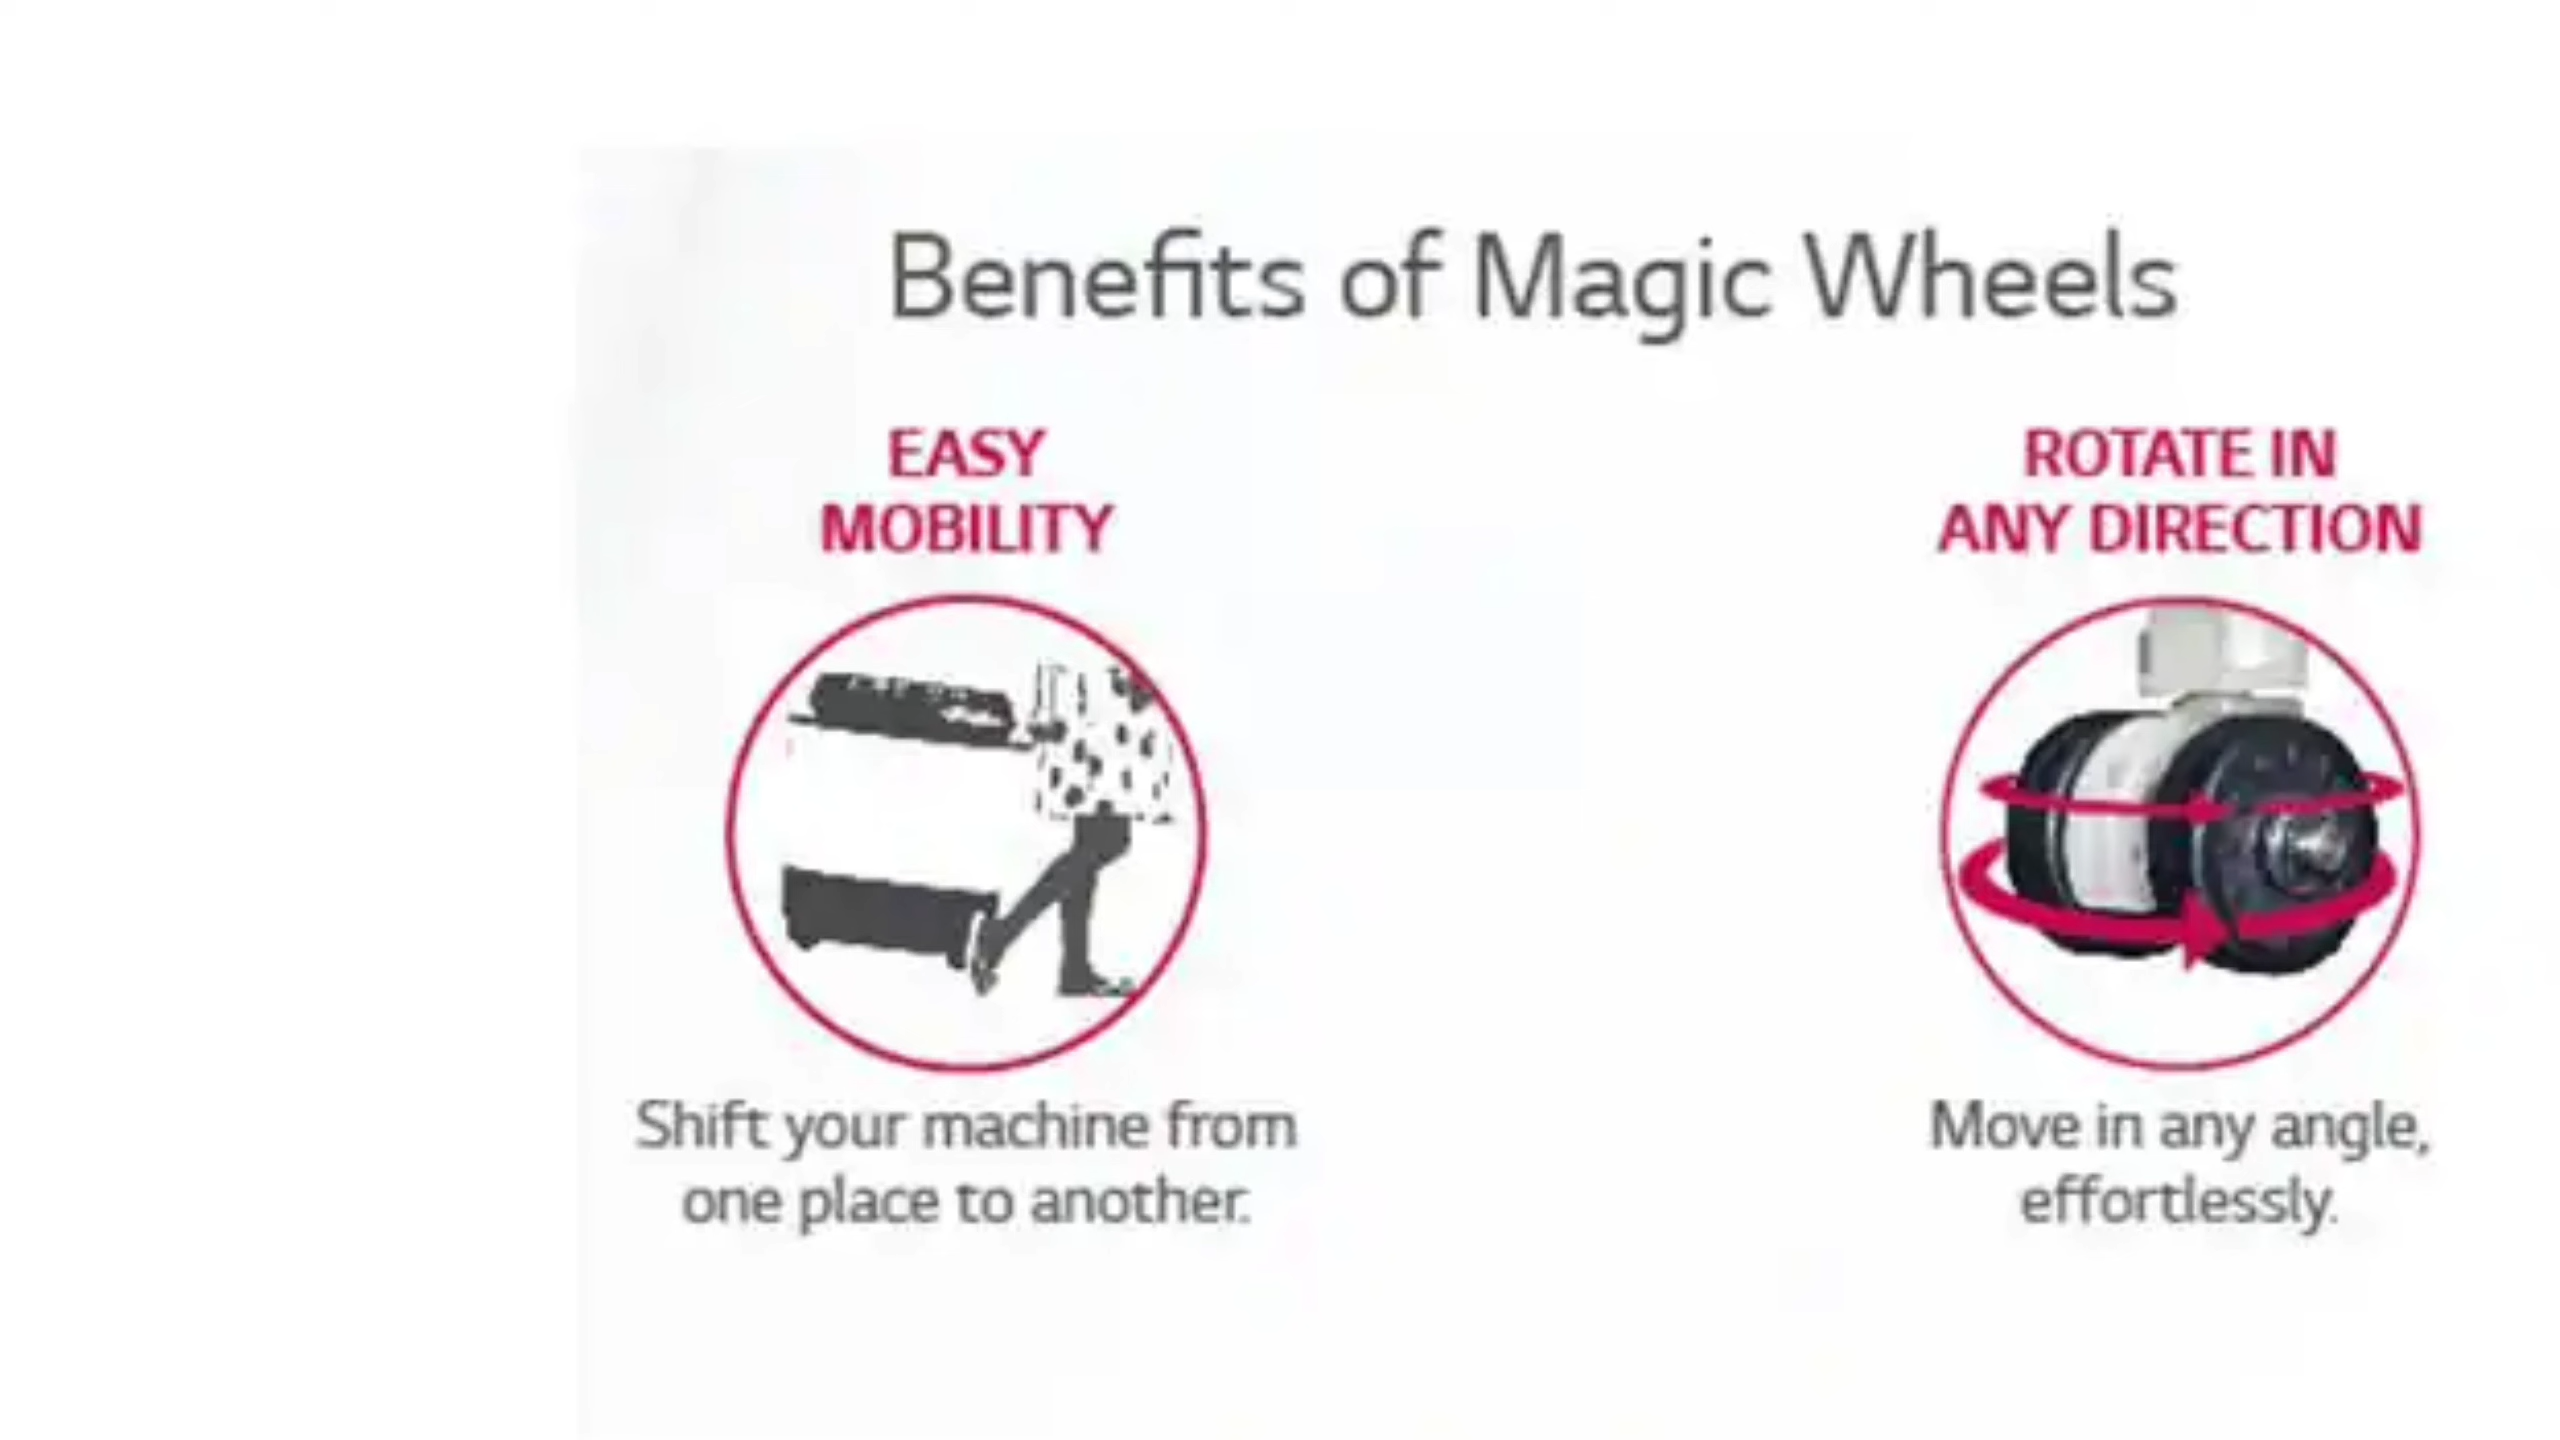 Benefits of Magic Wheels
EASY
MOBILITY
Shift your machine from
one place to another.
ROTATE IN
ANY DIRECTION
Move in any angle,
effortlessly.